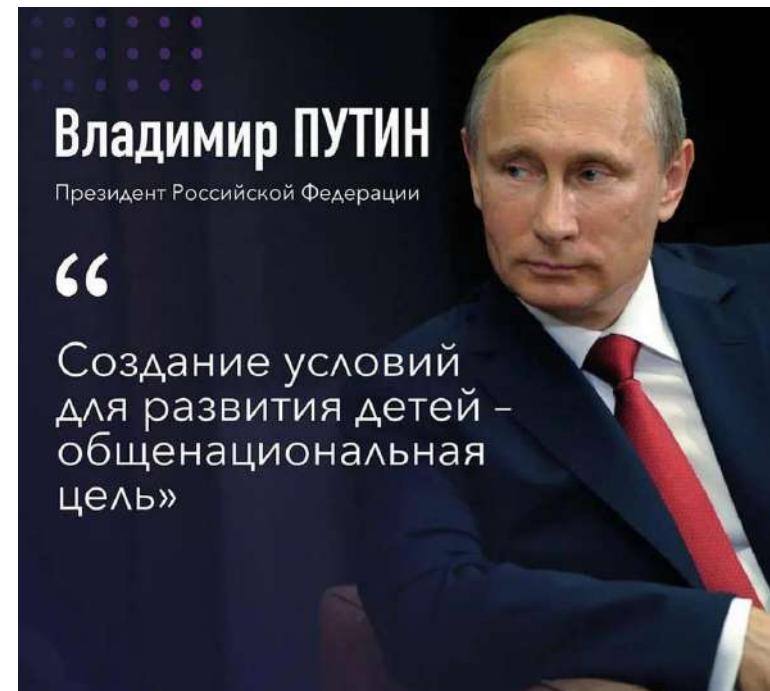 Владимир ПУТИН
Президент Российской Федерации
“
Создание условий
для развития детей –
общенациональная
цель»